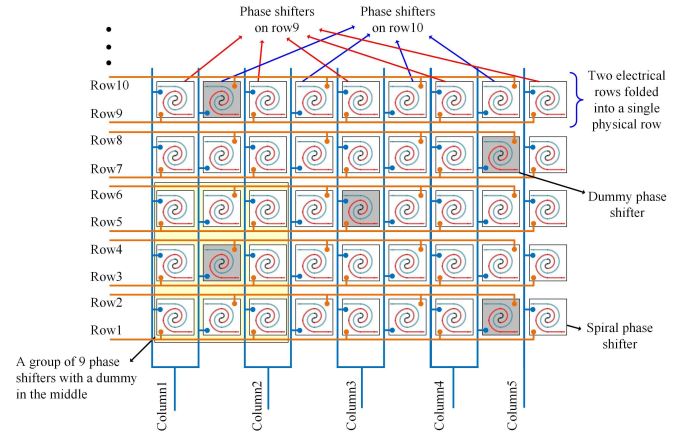 Phase shifters
on row9
Phase shifters
on row10
Row10
Row9
Row8
Row7
Row6
Row5
Row4
Row3
Row2
Row1
Two electrical
rows folded
into a single
physical row
Dummy phase
shifter
Spiral phase
shifter
A group of 9 phase
shifters with a dummy
in the middle
Column1
Column2
Column3
Column4
Column5